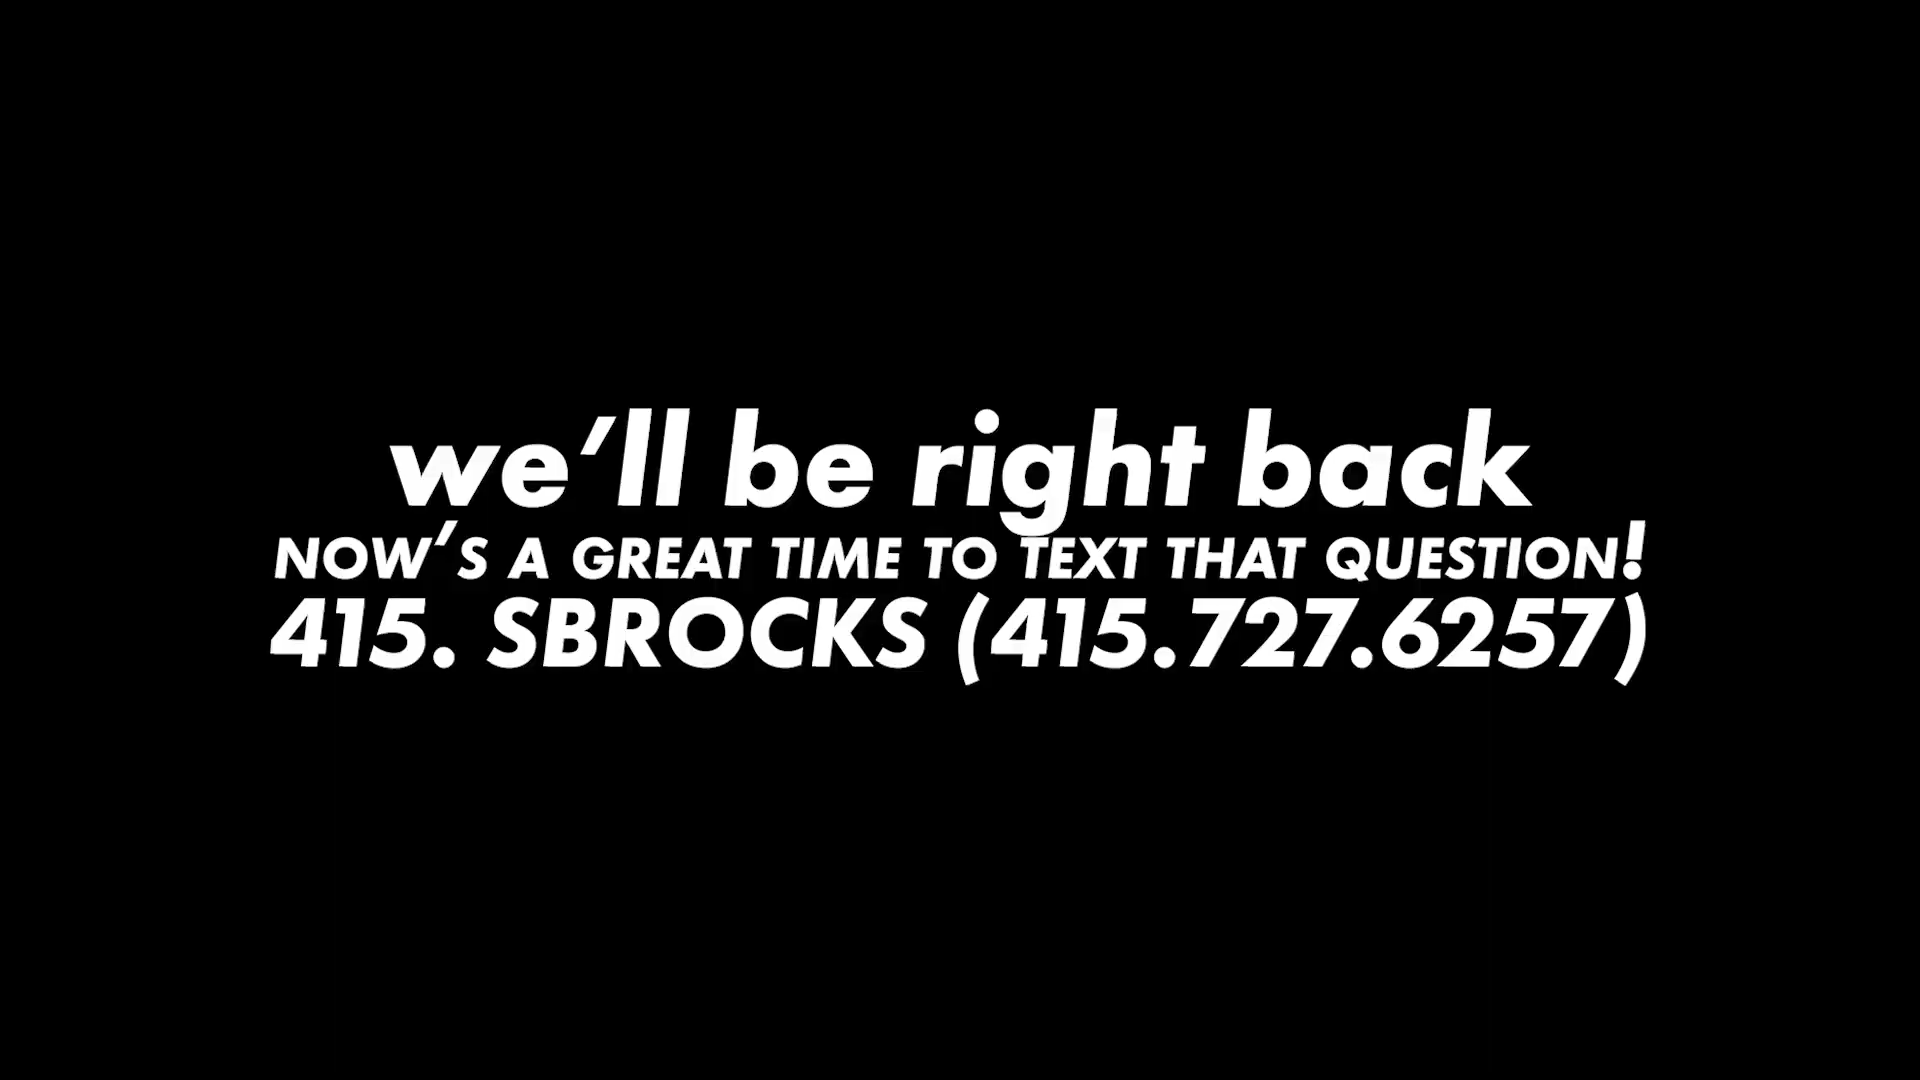 we’ll be right back
NOW’S A GREAT TIME TO TEXT THAT QUESTION!
415. SBROCKS (415.727.6257)